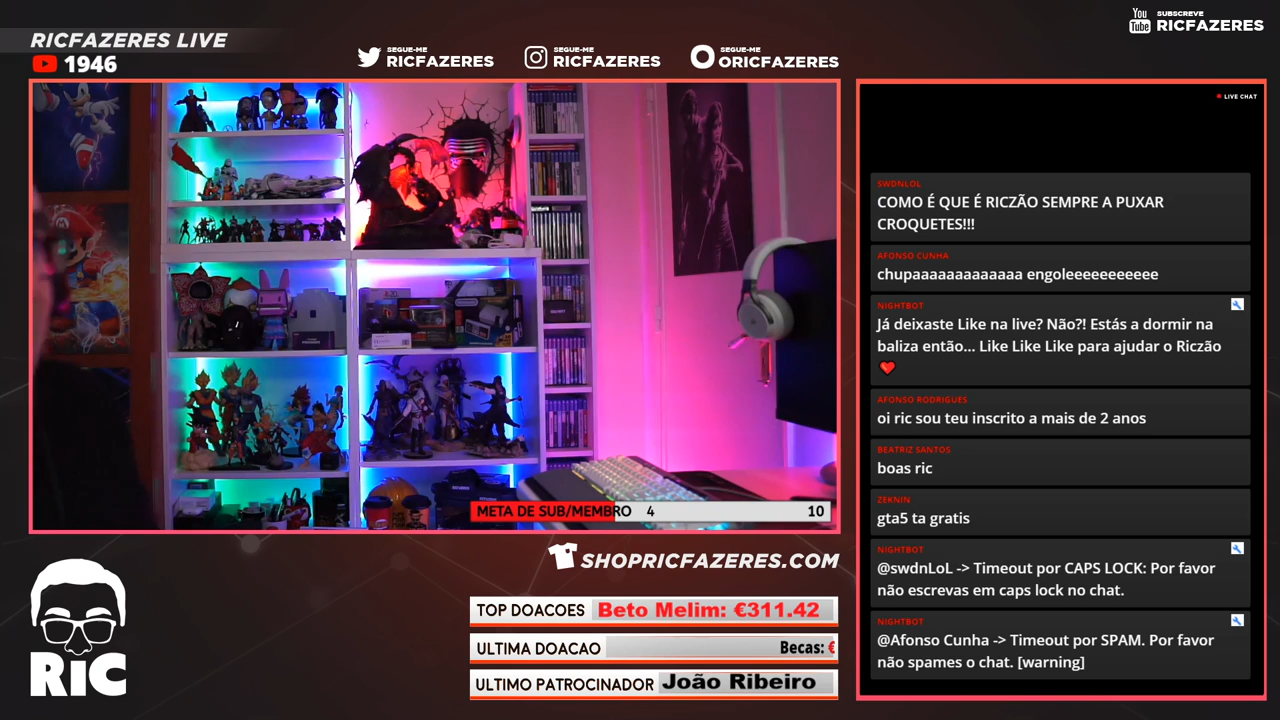 You
Tube
SUBSCREVE
RICFAZERES
RICFAZERES LIVE
1946
SEGUE-ME
RICFAZERES
SEGUE-ME
RICFAZERES
SEGUE-ME
ORICFAZERES
LIVE CHAT
SWDNLOL
COMO É QUE É RICZÃO SEMPRE A PUXAR
CROQUETES!!!
AFONSO CUNHA
chupaaaaaaaaaaaaa engoleeeeeeeeeee
NIGHTBOT
Já deixaste Like na live? Não?! Estás a dormir na
baliza então... Like Like Like para ajudar o Riczão
❤
AFONSO RODRIGUES
oi ric sou teu inscrito a mais de 2 anos
BEATRIZ SANTOS
boas ric
ZEKNIN
gta5 ta gratis
NIGHTBOT
@swdnLoL -> Timeout por CAPS LOCK: Por favor
não escrevas em caps lock no chat.
NIGHTBOT
@Afonso Cunha -> Timeout por SPAM. Por favor
não spames o chat. [warning]
META DE SUB/MEMBRO 4 10
SHOPRICFAZERES.COM
TOP DOACOES Beto Melim: €311.42
ULTIMA DOACAO Becas: €
ULTIMO PATROCINADOR João Ribeiro
RIC